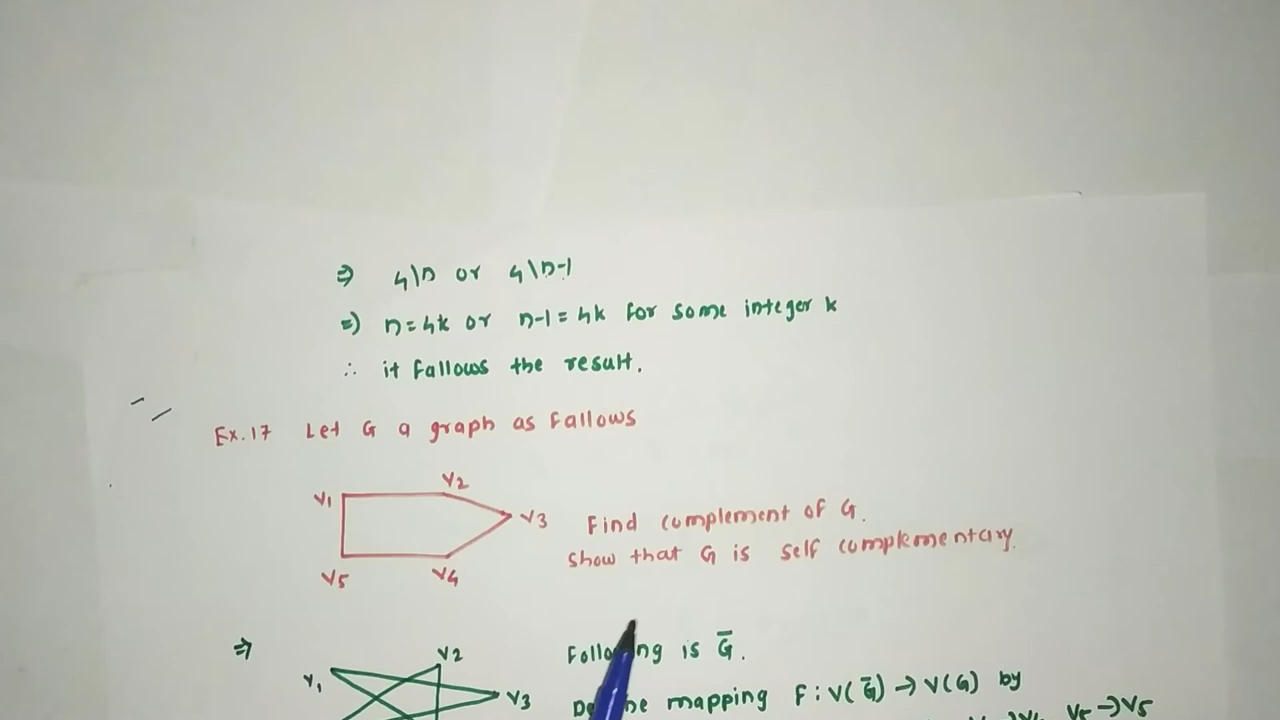 ⇒ 4\n or 4\n-1
⇒ n=4k or n-1=4k for some integer k
∴ it fallows the result.
Ex.17 Let G a graph as fallows
V1 V2 V3 V4 V5
Find complement of G.
show that G is self complementary.
⇒ Following is G̅.
V1 V2 V3
mapping F:V(G̅)→V(G) by
V5→V5